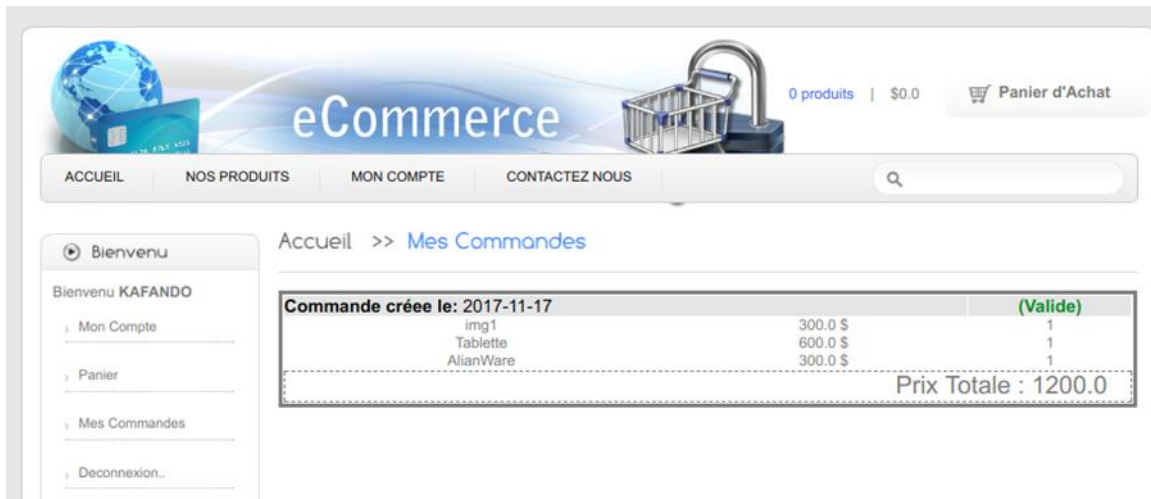 eCommerce
0 produits | $0.0 Panier d'Achat
ACCUEIL NOS PRODUITS MON COMPTE CONTACTEZ NOUS
Bienvenu
Bienvenu KAFANDO
Mon Compte
Panier
Mes Commandes
Deconnexion..
Accueil >> Mes Commandes
Commande créee le: 2017-11-17 (Valide)
img1 300.0 $ 1
Tablette 600.0 $ 1
AlianWare 300.0 $ 1
Prix Totale : 1200.0